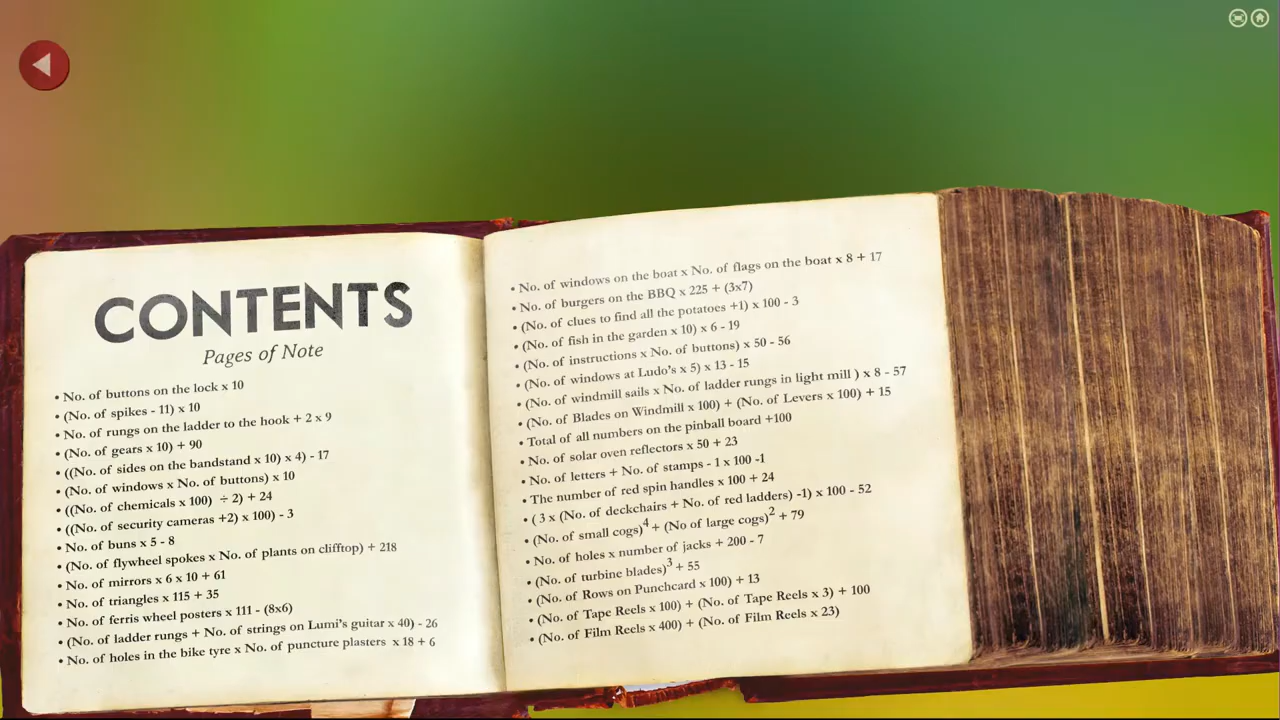 CONTENTS
Pages of Note
• No. of buttons on the lock x 10
• (No. of spikes - 11) x 10
• No. of rungs on the ladder to the hook + 2 x 9
• (No. of gears x 10) + 90
• ((No. of sides on the bandstand x 10) x 4) - 17
• (No. of windows x No. of buttons) x 10
• ((No. of chemicals x 100) ÷ 2) + 24
• ((No. of security cameras +2) x 100) - 3
• No. of buns x 5 - 8
• (No. of flywheel spokes x No. of plants on clifftop) + 218
• No. of mirrors x 6 x 10 + 61
• No. of triangles x 115 + 35
• No. of ferris wheel posters x 111 - (8x6)
• (No. of ladder rungs + No. of strings on Lumi's guitar x 40) - 26
• No. of holes in the bike tyre x No. of puncture plasters x 18 + 6
• No. of windows on the boat x No. of flags on the boat x 8 + 17
• No. of burgers on the BBQ x 225 + (3x7)
• (No. of clues to find all the potatoes +1) x 100 - 3
• (No. of fish in the garden x 10) x 6 - 19
• (No. of instructions x No. of buttons) x 50 - 56
• (No. of windows at Ludo's x 5) x 13 - 15
• (No. of windmill sails x No. of ladder rungs in light mill ) x 8 - 57
• (No. of Blades on Windmill x 100) + (No. of Levers x 100) + 15
• Total of all numbers on the pinball board +100
• No. of solar oven reflectors x 50 + 23
• No. of letters + No. of stamps - 1 x 100 -1
• The number of red spin handles x 100 + 24
• ( 3 x (No. of deckchairs + No. of red ladders) -1) x 100 - 52
• (No. of small cogs)⁴ + (No of large cogs)² + 79
• No. of holes x number of jacks + 200 - 7
• (No. of turbine blades)³ + 55
• (No. of Rows on Punchcard x 100) + 13
• (No. of Tape Reels x 100) + (No. of Tape Reels x 3) + 100
• (No. of Film Reels x 400) + (No. of Film Reels x 23)